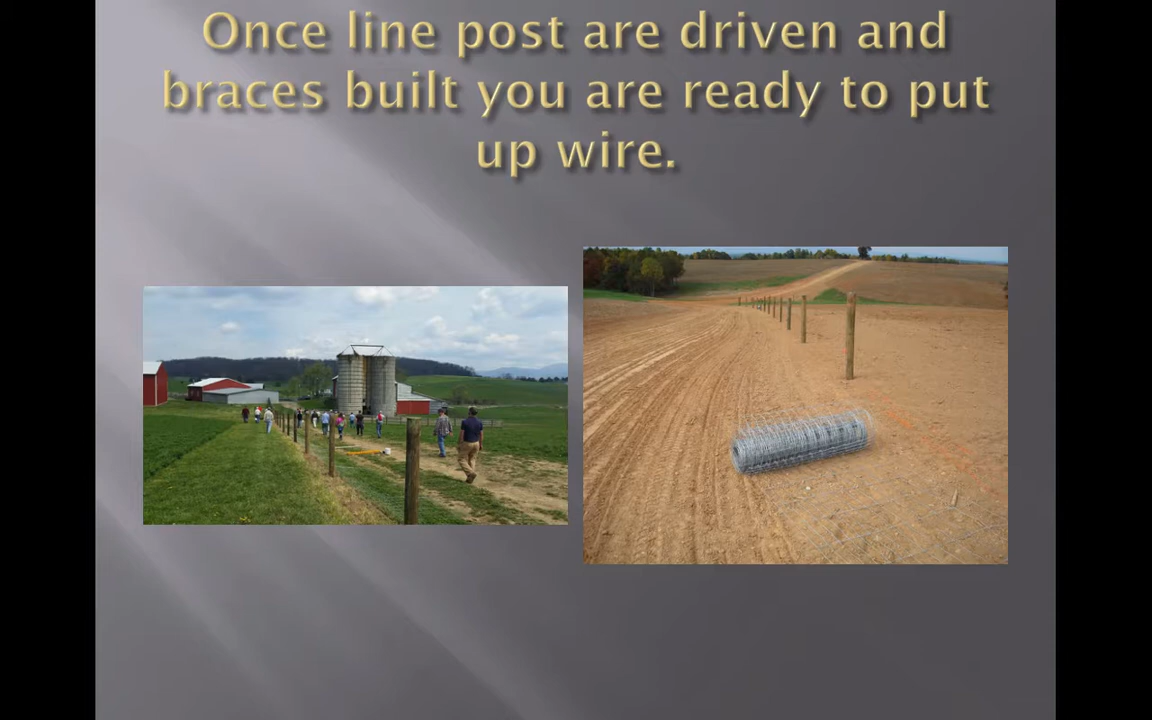 Once line post are driven and
braces built you are ready to put
up wire.